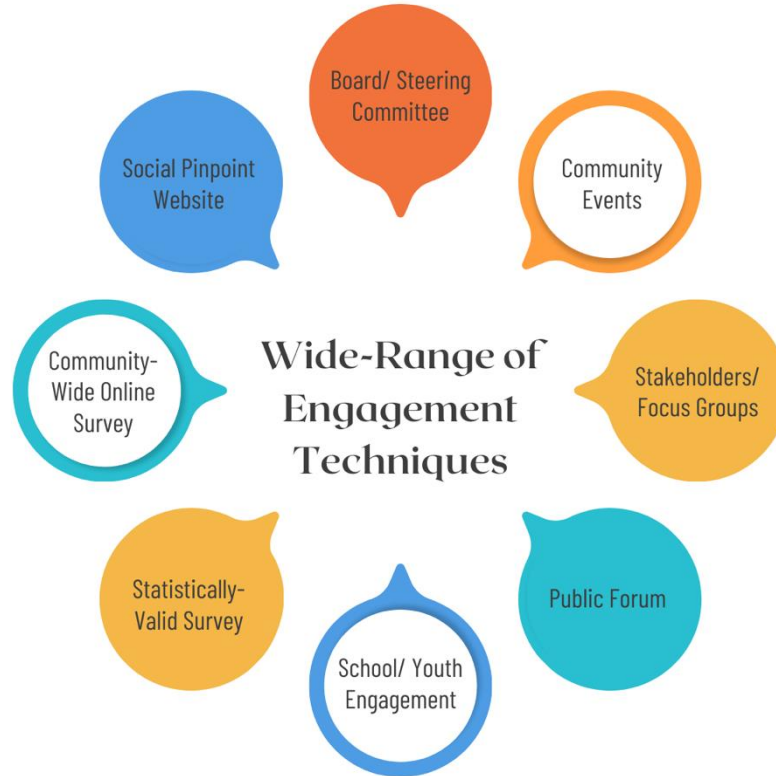 Board/ Steering
Committee
Community
Events
Stakeholders/
Focus Groups
Public Forum
School/ Youth
Engagement
Statistically-
Valid Survey
Community-
Wide Online
Survey
Social Pinpoint
Website
Wide-Range of
Engagement
Techniques